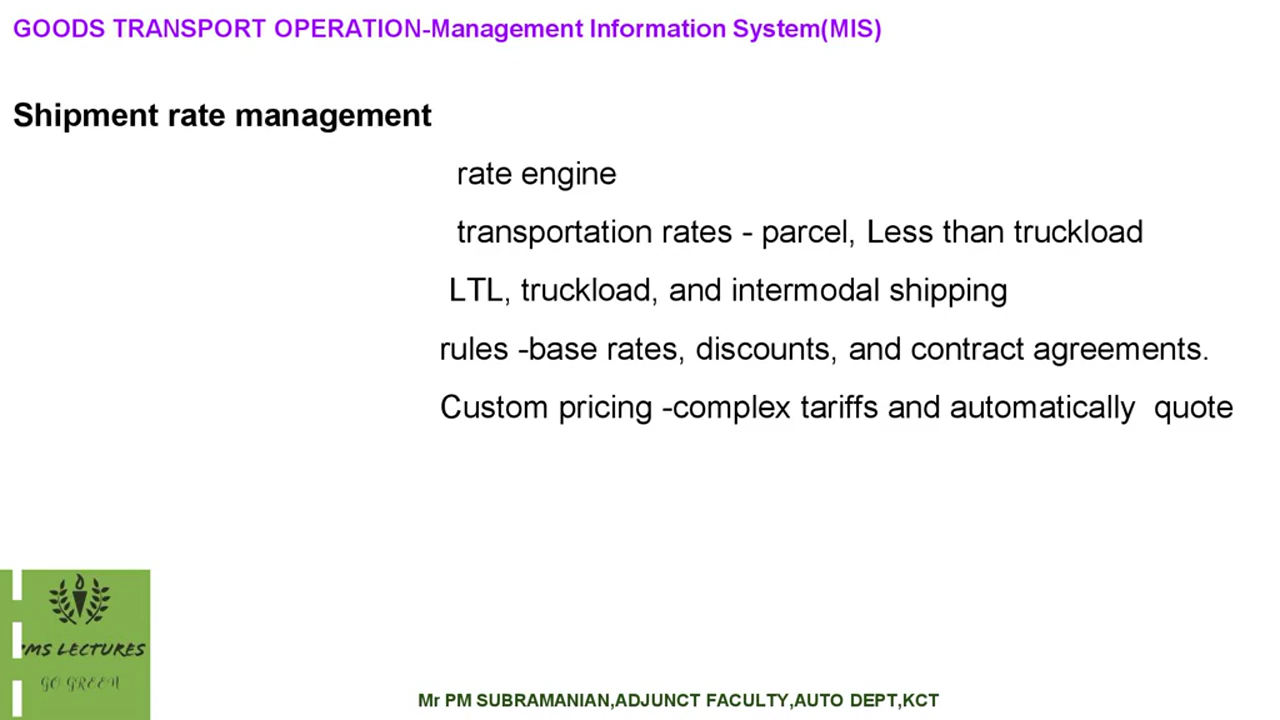 GOODS TRANSPORT OPERATION-Management Information System(MIS)
Shipment rate management
rate engine
transportation rates - parcel, Less than truckload
LTL, truckload, and intermodal shipping
rules -base rates, discounts, and contract agreements.
Custom pricing -complex tariffs and automatically quote
MS LECTURES
GO GREEN
Mr PM SUBRAMANIAN,ADJUNCT FACULTY,AUTO DEPT,KCT